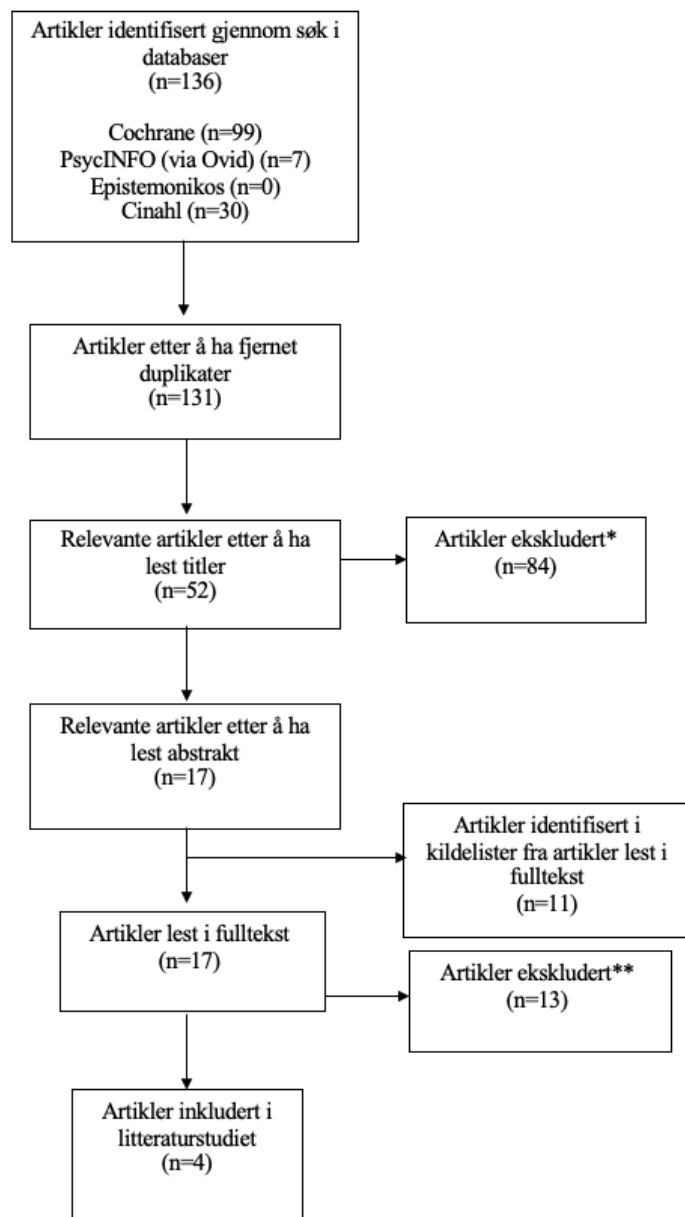 Artikler identifisert gjennom søk i
databaser
(n=136)
Cochrane (n=99)
PsycINFO (via Ovid) (n=7)
Epistemonikos (n=0)
Cinahl (n=30)
Artikler etter å ha fjernet
duplikater
(n=131)
Relevante artikler etter å ha
lest titler
(n=52)
Artikler ekskludert*
(n=84)
Relevante artikler etter å ha
lest abstrakt
(n=17)
Artikler identifisert i
kildelister fra artikler lest i
fulltekst
(n=11)
Artikler lest i fulltekst
(n=17)
Artikler ekskludert**
(n=13)
Artikler inkludert i
litteraturstudiet
(n=4)